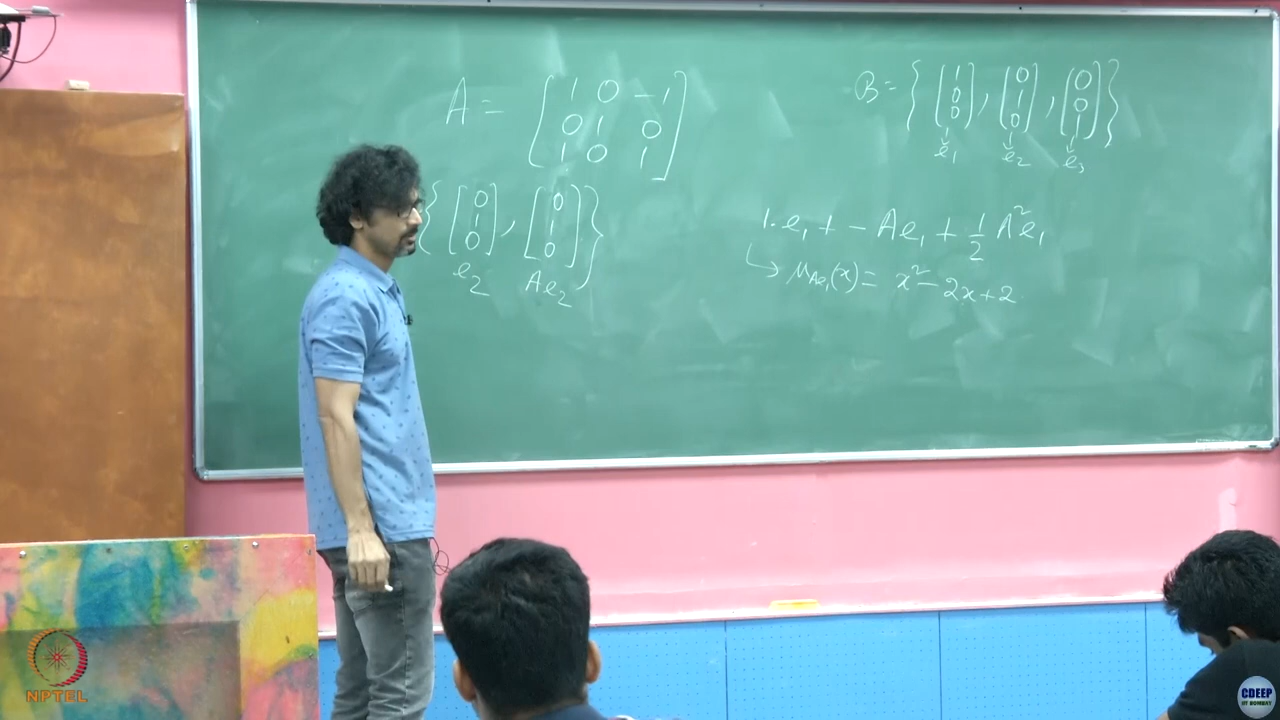 A = [ 1 0 -1
0 1 0
1 0 1 ]
B = { [1 0 0], [0 1 0], [0 0 1] }
e₁ e₂ e₃
{ [0 1 0], [0 1 0] }
e₂ Ae₂
1·e₁ + - Ae₁ + 1/2 A²e₁
↳ μ_{A,e₁}(x) = x² - 2x + 2
NPTEL
CDEEP
IIT BOMBAY